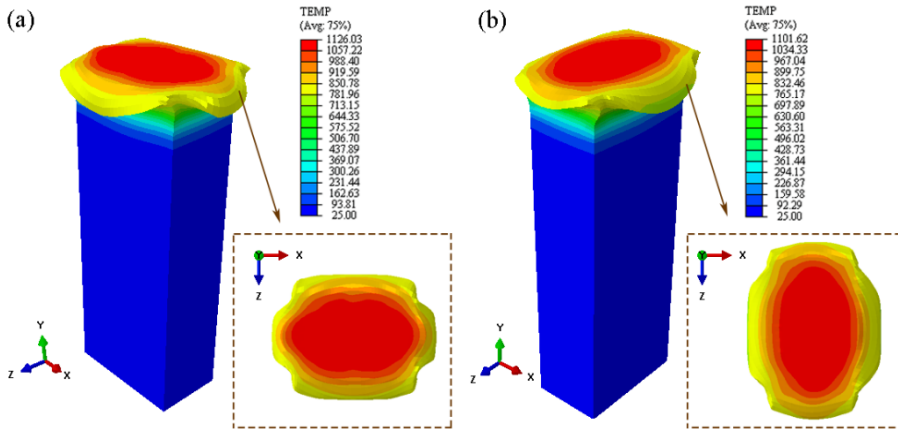 (a)
TEMP
(Avg: 75%)
1126.03
1057.22
988.40
919.59
850.78
781.96
713.15
644.33
575.52
506.70
437.89
369.07
300.26
231.44
162.63
93.81
25.00
Y
Z
X
Y
X
Z
(b)
TEMP
(Avg: 75%)
1101.62
1034.33
967.04
899.75
832.46
765.17
697.89
630.60
563.31
496.02
428.73
361.44
294.15
226.87
159.58
92.29
25.00
Y
Z
X
Y
X
Z